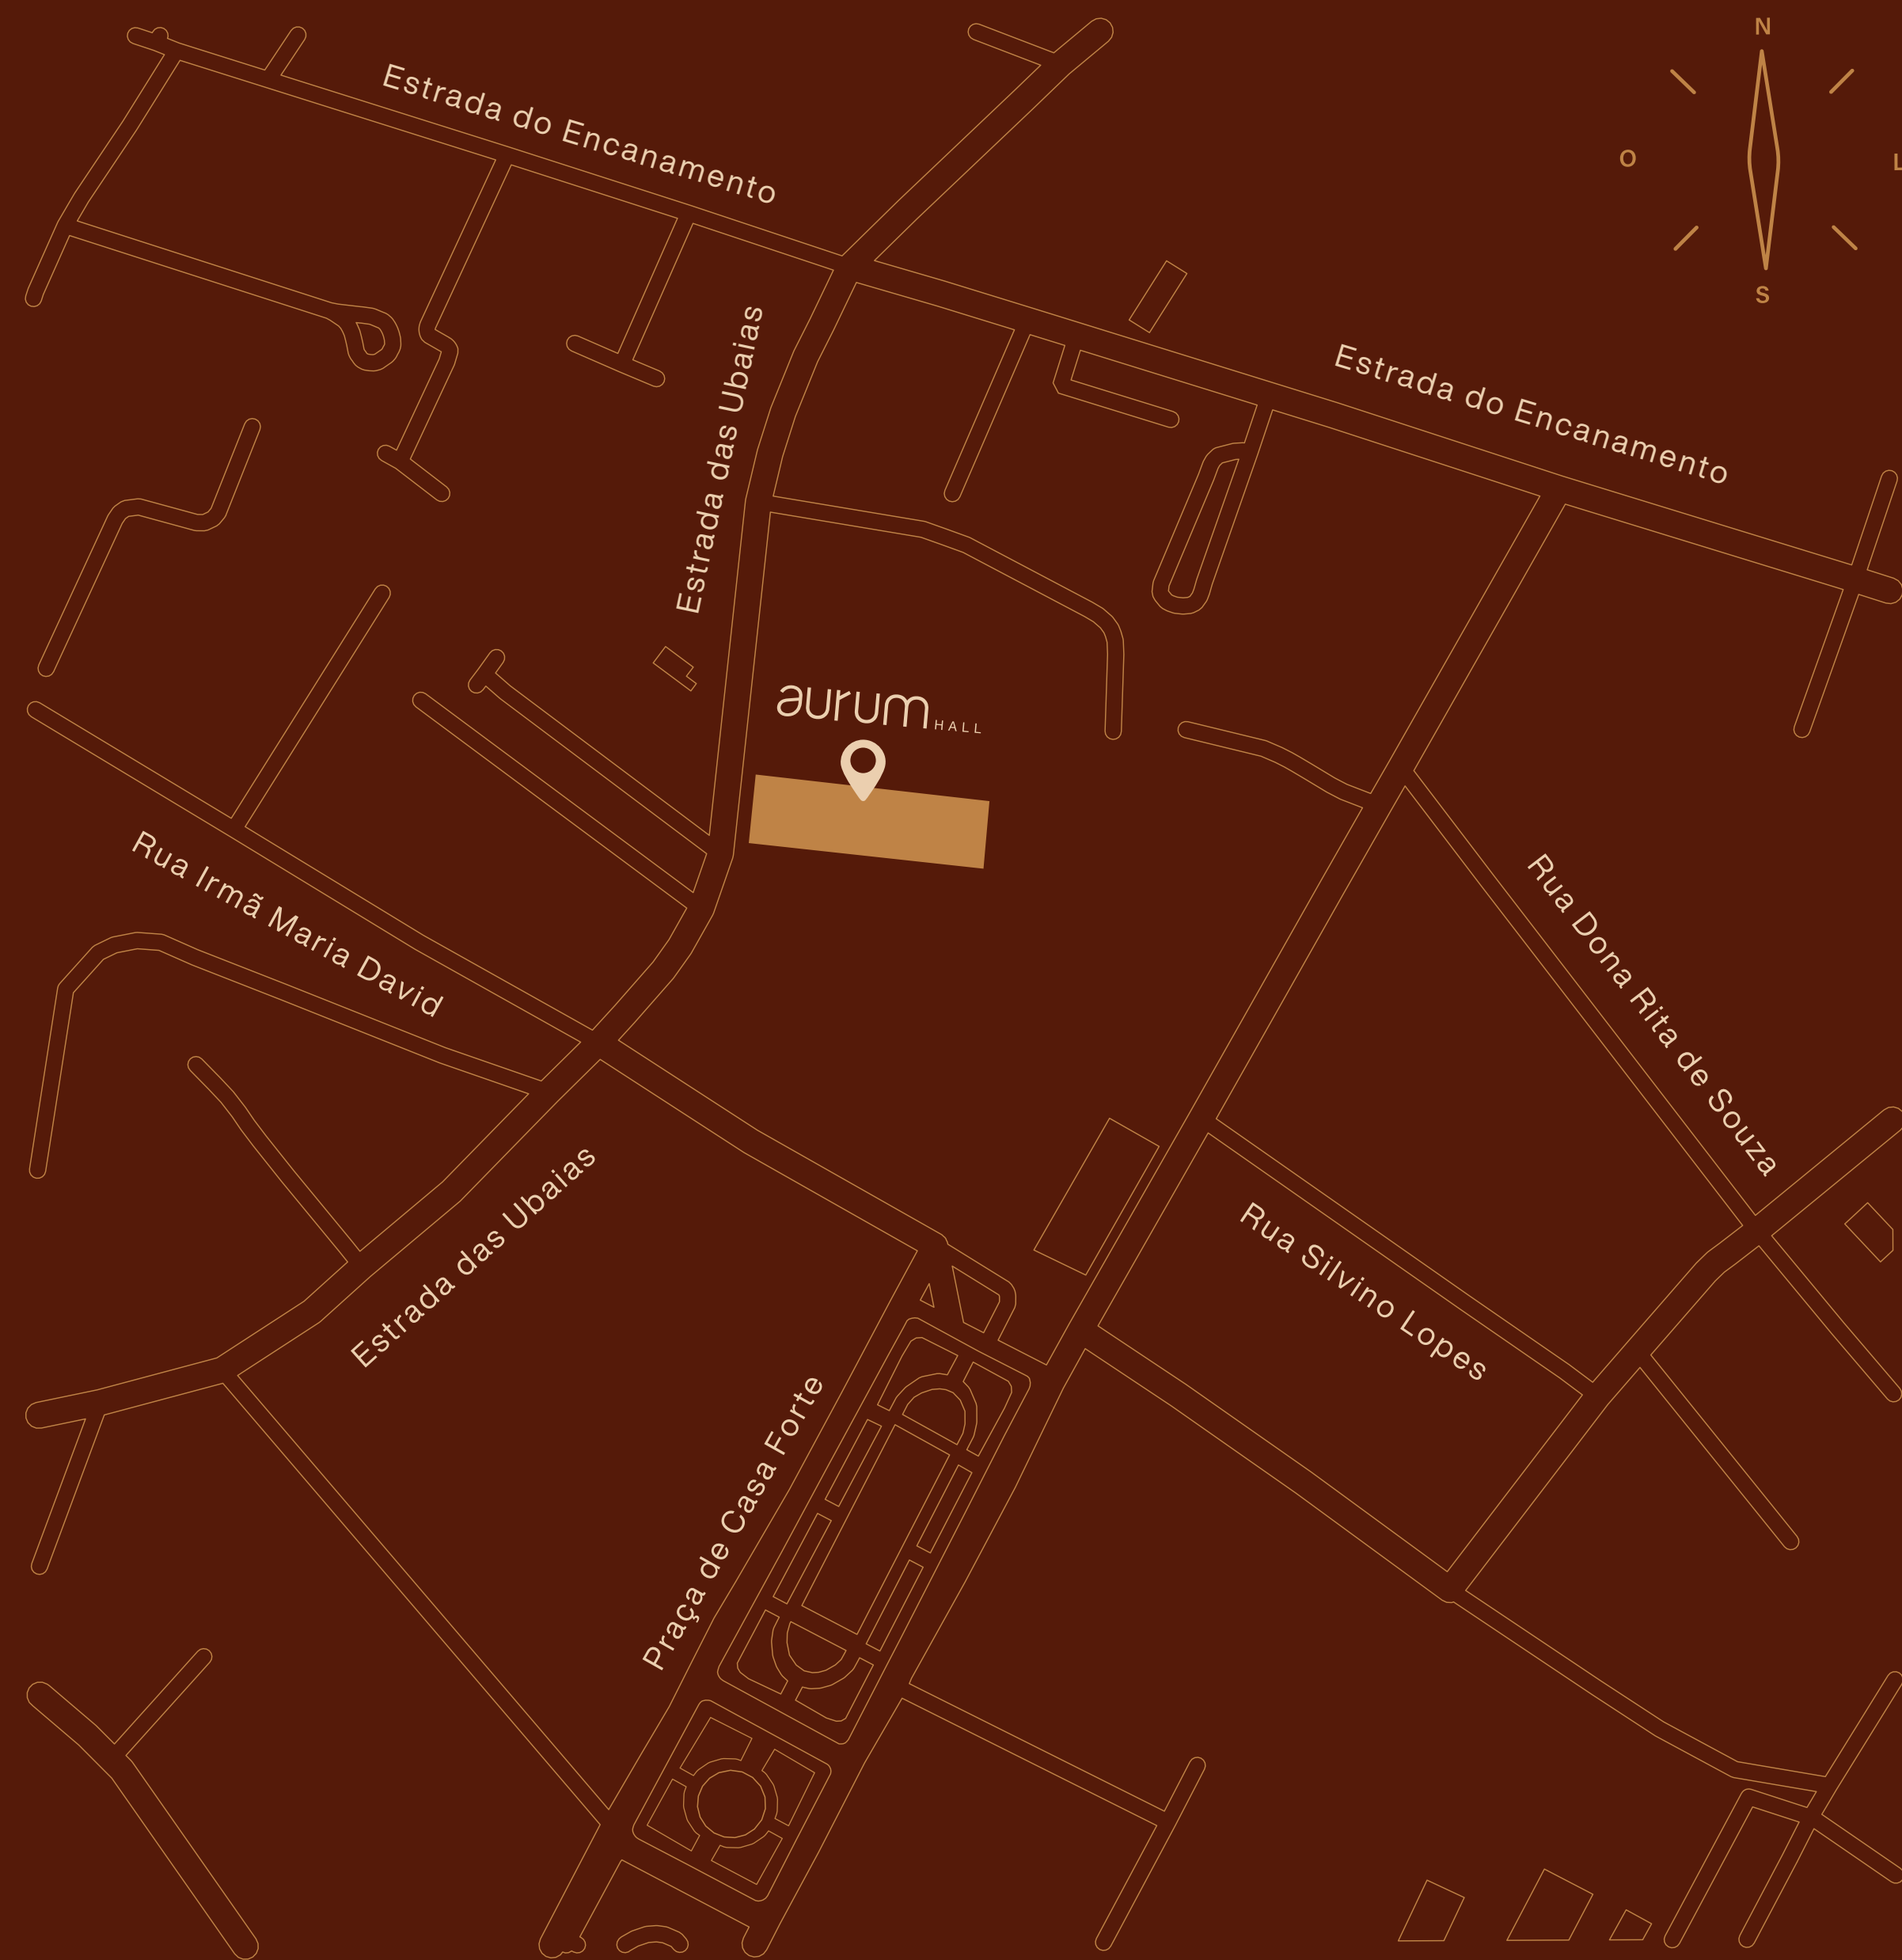 N
Estrada do Encanamento
O
L
S
Estrada das Ubaias
Estrada do Encanamento
aurum HALL
Rua Irmã Maria David
Rua Dona Rita de Souza
Estrada das Ubaias
Rua Silvino Lopes
Praça de Casa Forte